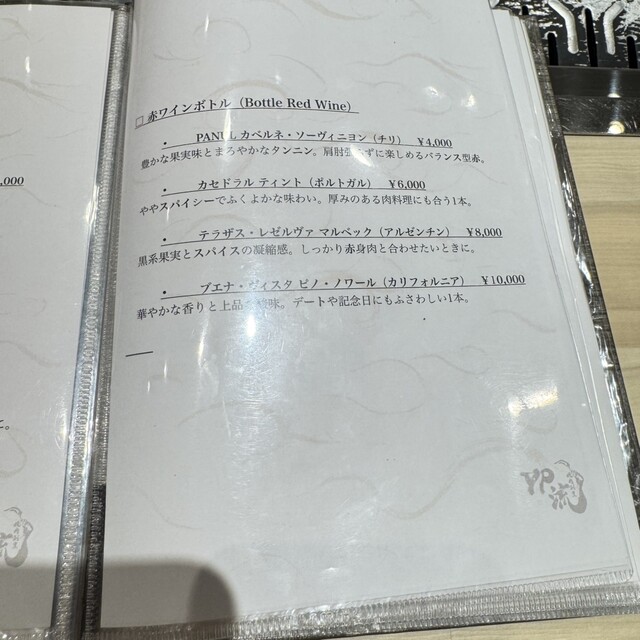 □ 赤ワインボトル（Bottle Red Wine）
• PANUL カベルネ・ソーヴィニヨン（チリ） ¥4,000
豊かな果実味とまろやかなタンニン。肩肘張らずに楽しめるバランス型赤。
• カセドラル ティント（ポルトガル） ¥6,000
ややスパイシーでふくよかな味わい。厚みのある肉料理にも合う1本。
• テラザス・レゼルヴァ マルベック（アルゼンチン） ¥8,000
黒系果実とスパイスの凝縮感。しっかり赤身肉と合わせたいときに。
• ブエナ・ヴィスタ ピノ・ノワール（カリフォルニア） ¥10,000
華やかな香りと上品 酸味。デートや記念日にもふさわしい1本。
,000
。
流
流